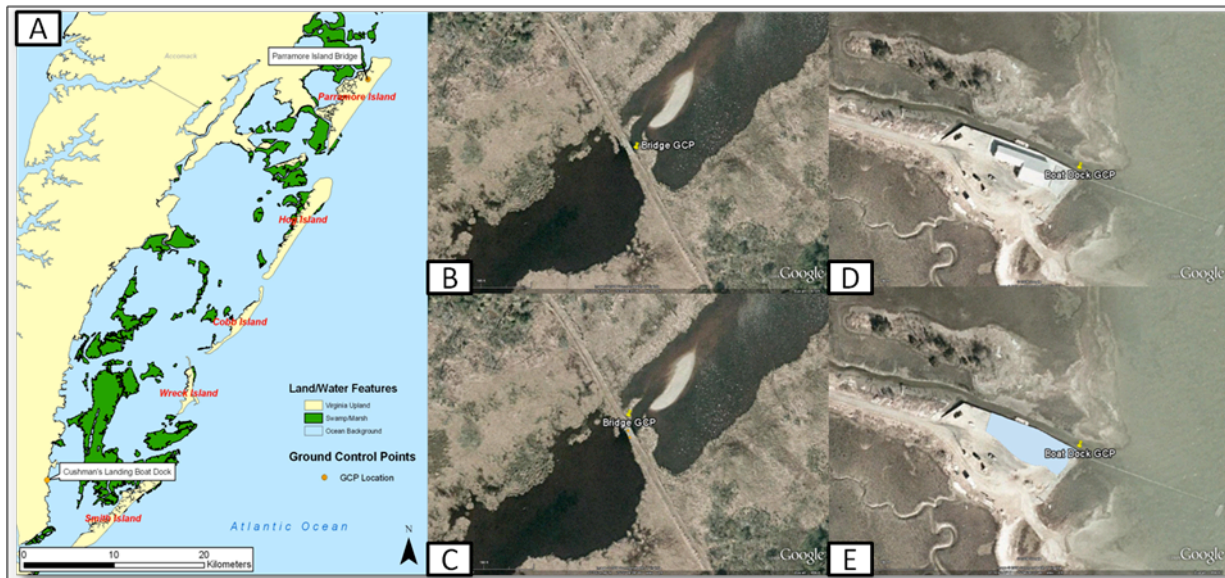 A
Accomack
Parramore Island Bridge
Parramore Island
Hog Island
Cobb Island
Wreck Island
Land/Water Features
Virginia Upland
Swamp/Marsh
Ocean Background
Ground Control Points
GCP Location
Cushman's Landing Boat Dock
Smith Island
Atlantic Ocean
N
0 10 20
Kilometers
Bridge GCP
B
Google
Bridge GCP
C
Google
Boat Dock GCP
D
Google
Boat Dock GCP
E
Google